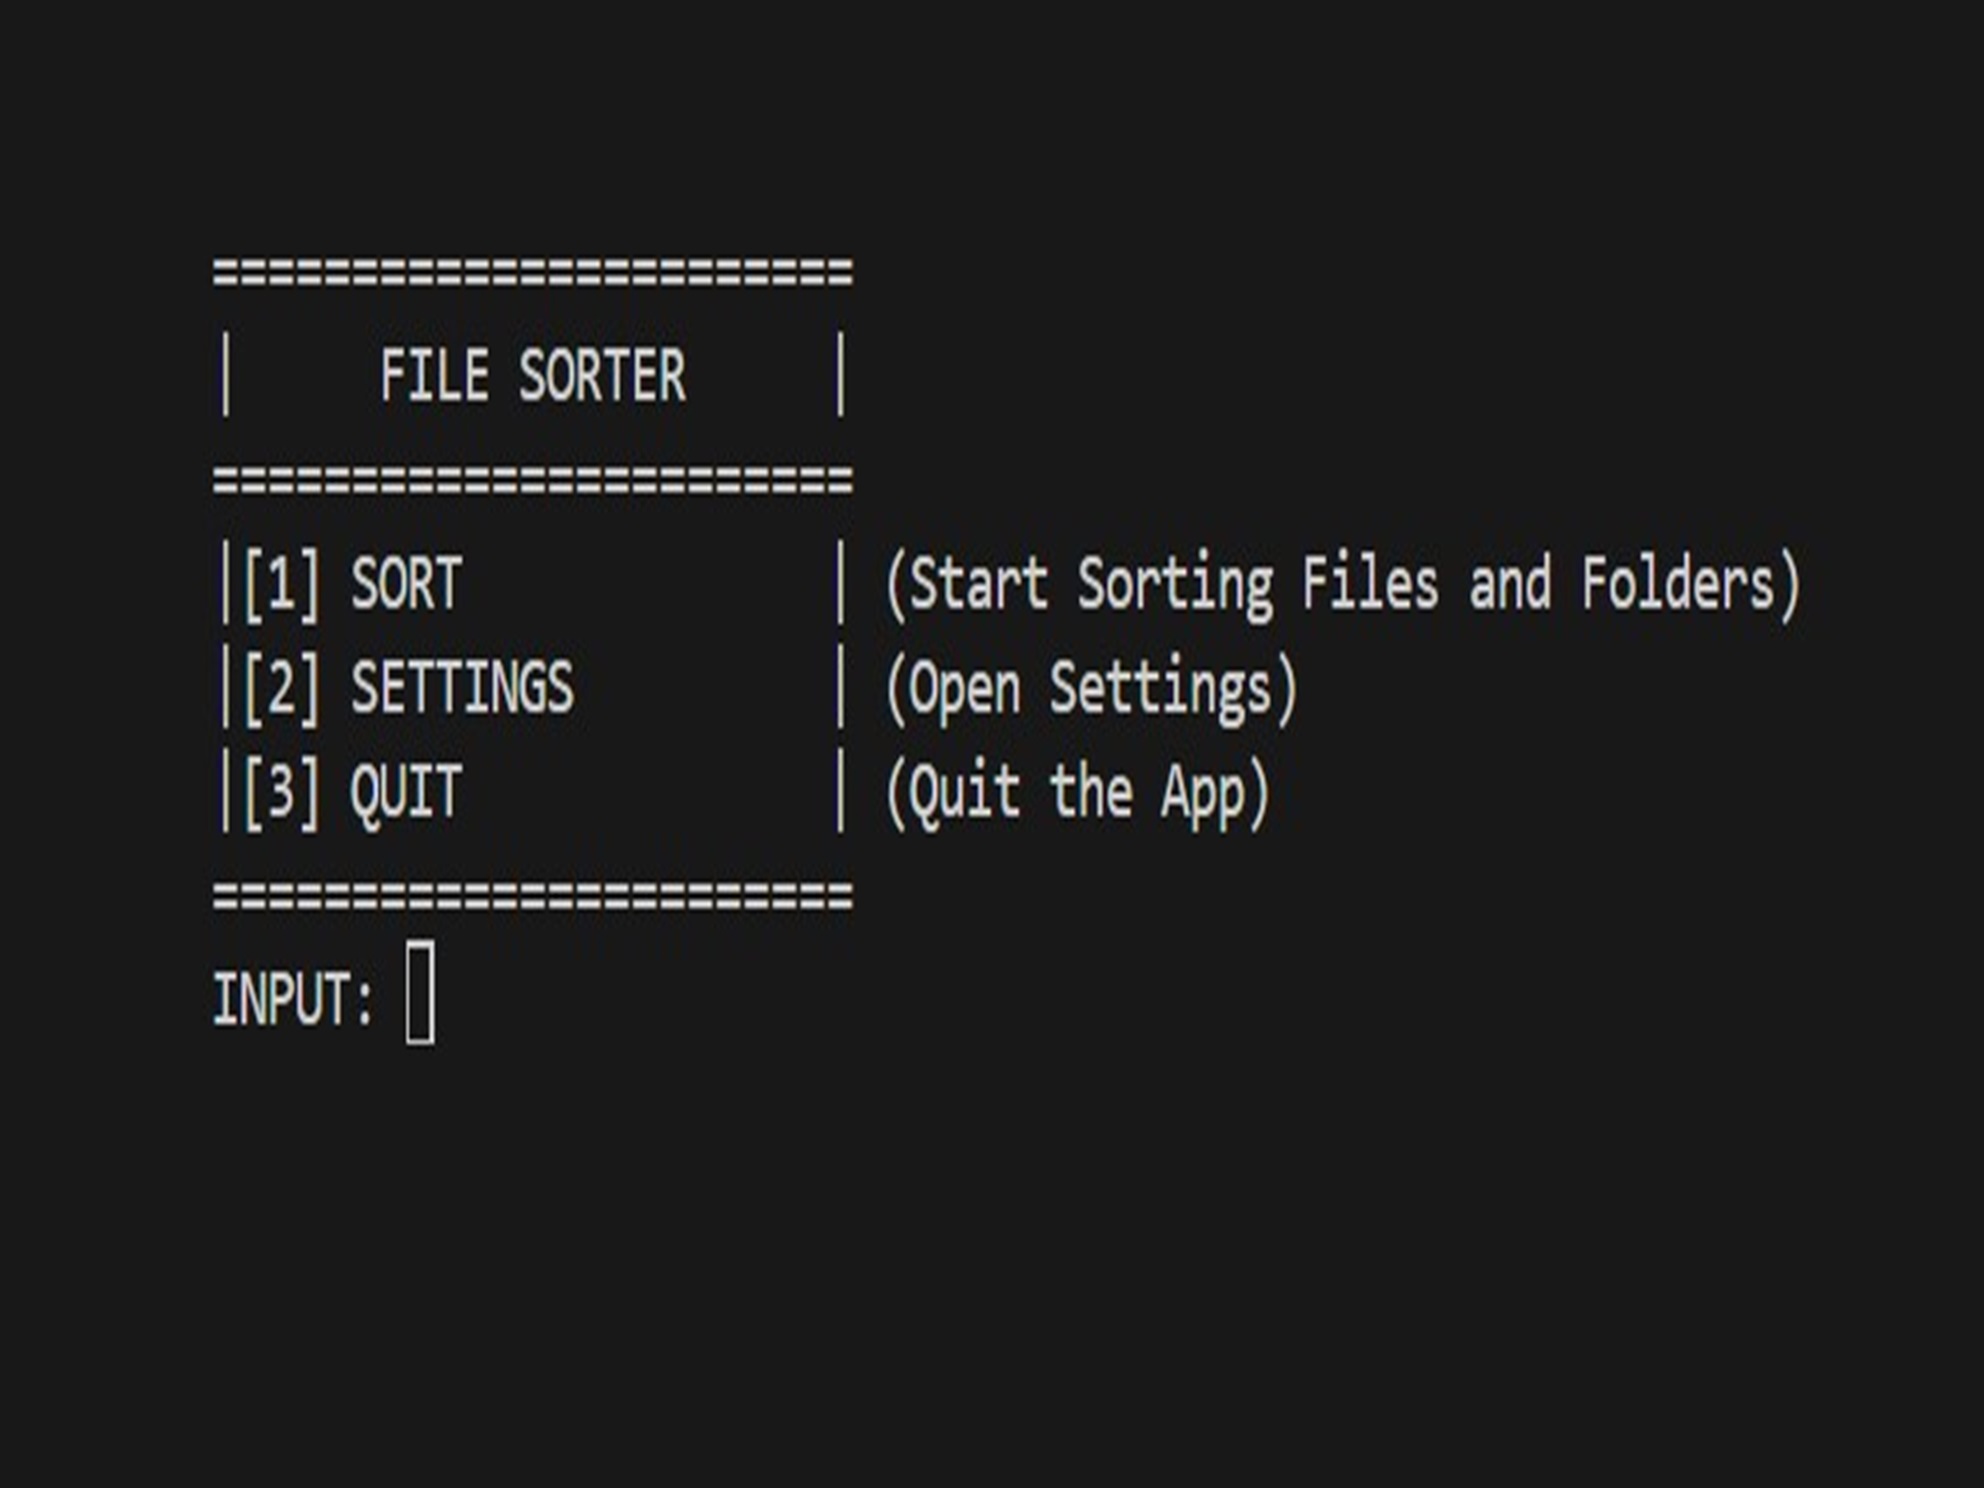 =======================
|     FILE SORTER     |
=======================
|[1] SORT             | (Start Sorting Files and Folders)
|[2] SETTINGS         | (Open Settings)
|[3] QUIT             | (Quit the App)
=======================
INPUT: